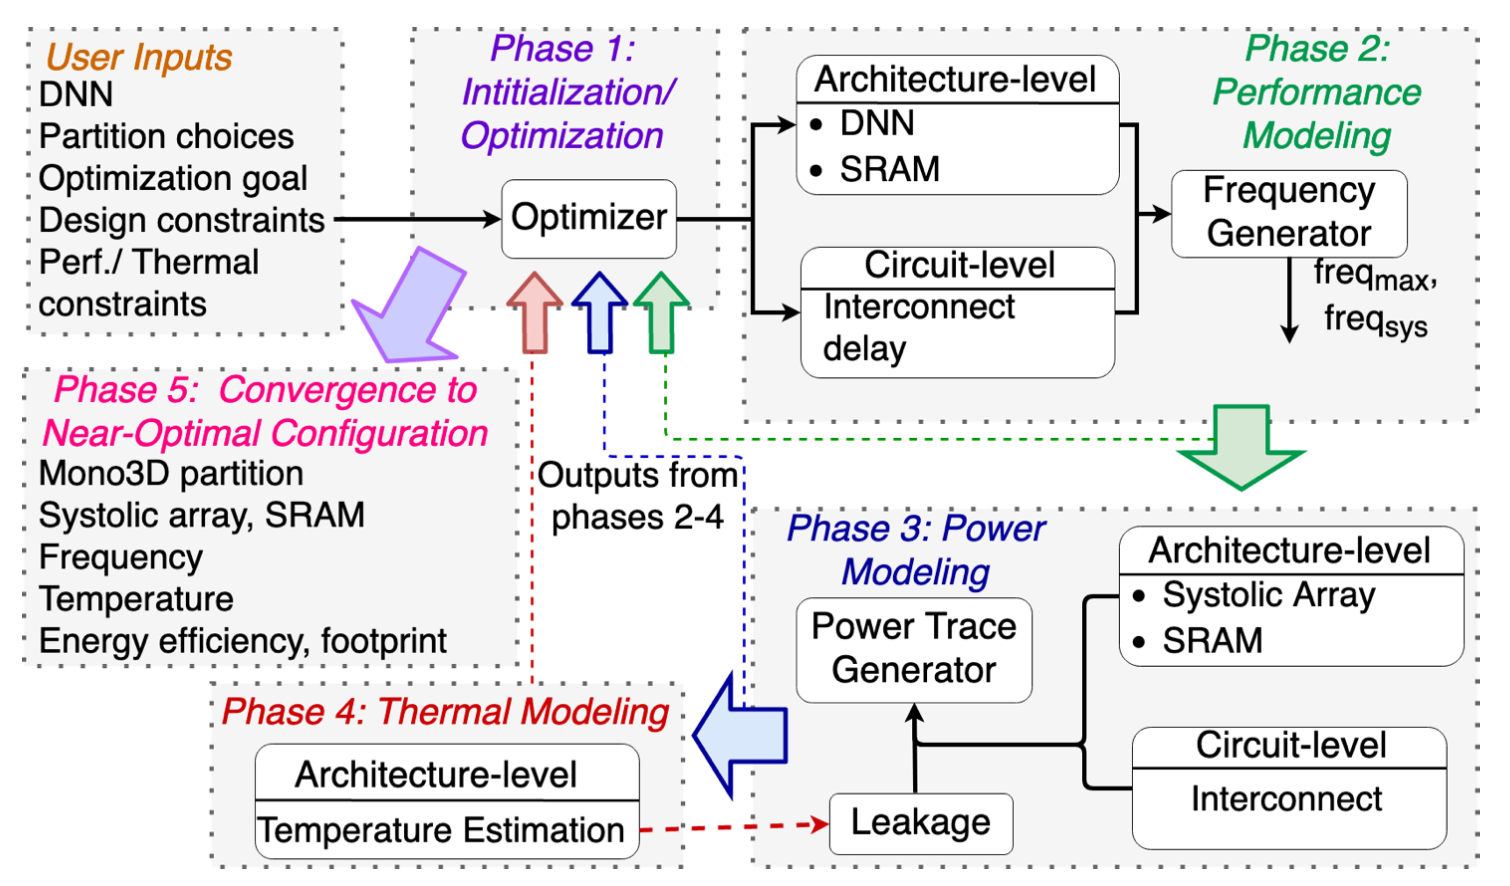 User Inputs
DNN
Partition choices
Optimization goal
Design constraints
Perf./ Thermal
constraints
Phase 1:
Intitialization/
Optimization
Optimizer
Phase 2:
Performance
Modeling
Architecture-level
• DNN
• SRAM
Circuit-level
Interconnect
delay
Frequency
Generator
freqmax,
freqsys
Phase 5: Convergence to
Near-Optimal Configuration
Mono3D partition
Systolic array, SRAM
Frequency
Temperature
Energy efficiency, footprint
Outputs from
phases 2-4
Phase 3: Power
Modeling
Power Trace
Generator
Architecture-level
• Systolic Array
• SRAM
Circuit-level
Interconnect
Leakage
Phase 4: Thermal Modeling
Architecture-level
Temperature Estimation